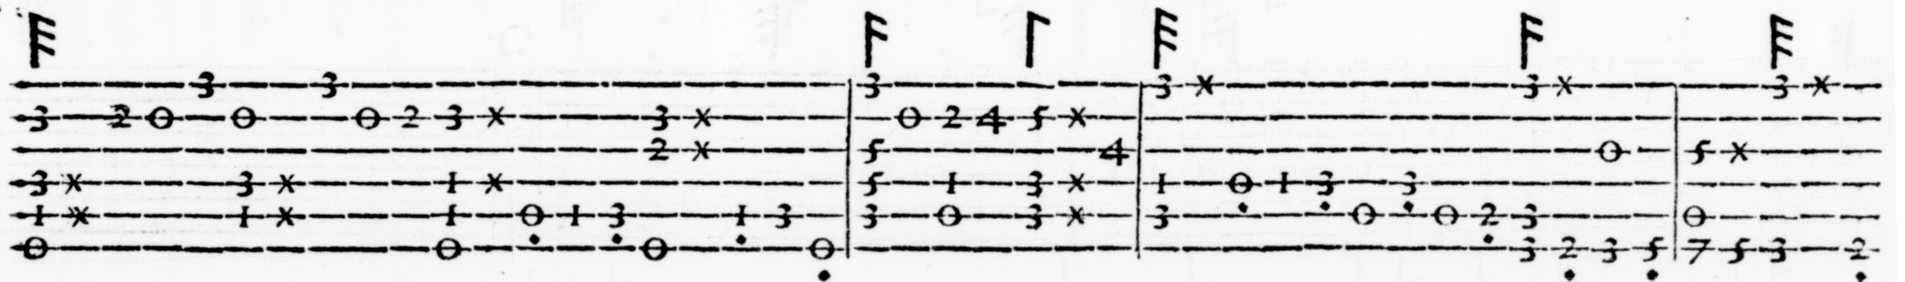 3 3 3 3 x 3 x 3 x
3 2 0 0 0 2 3 x 3 x 0 2 4 5 x
2 x 5 4 0 5 x
3 x 3 x 1 x 5 1 3 x 1 0 1 3 3
1 x 1 x 1 0 1 3 1 3 3 0 3 x 3 0 0 2 3 0
0 0 0 0 3 2 3 5 7 5 3 2